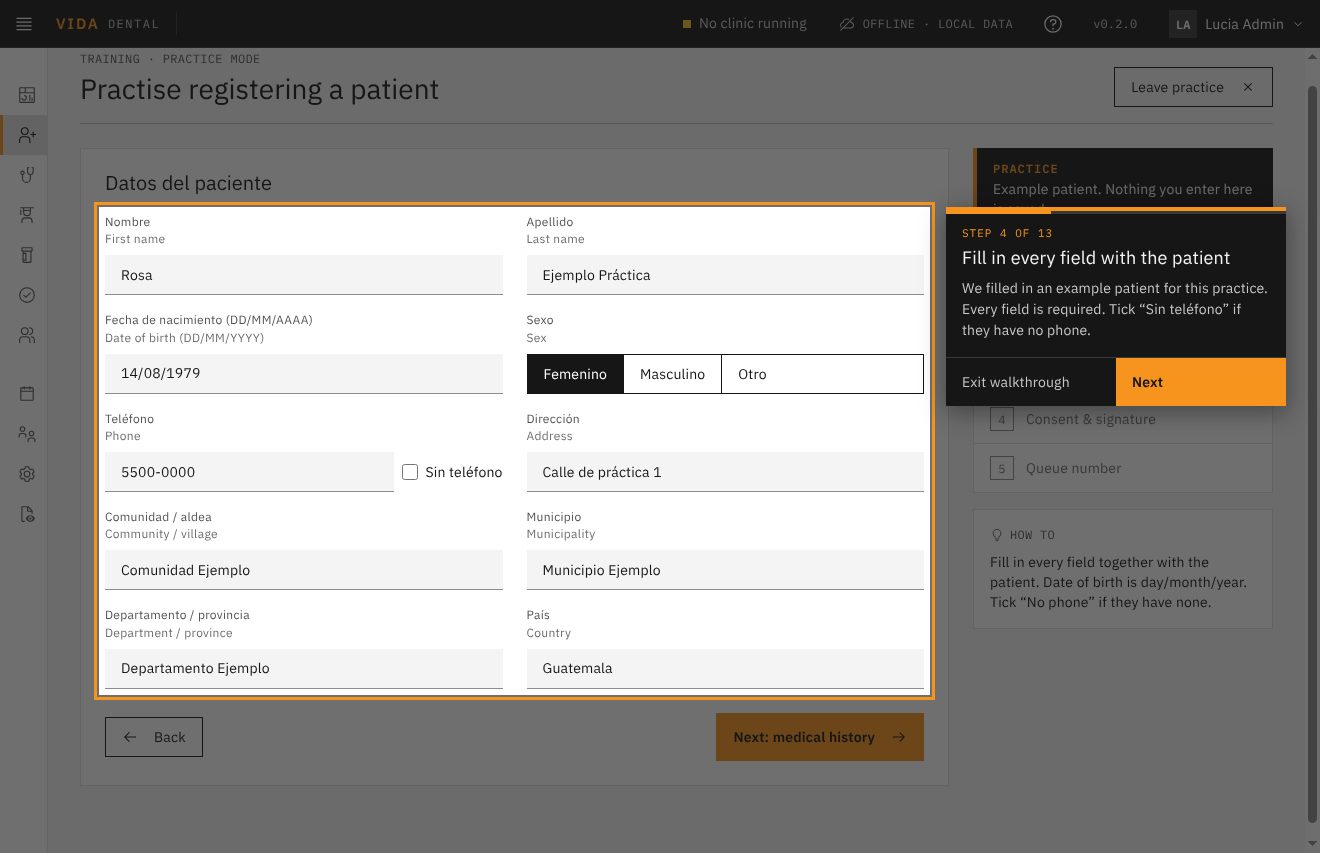 VIDA DENTAL
No clinic running
OFFLINE · LOCAL DATA
v0.2.0
LA
Lucia Admin
TRAINING · PRACTICE MODE
Practise registering a patient
Leave practice
Datos del paciente
Nombre
First name
Rosa
Apellido
Last name
Ejemplo Práctica
Fecha de nacimiento (DD/MM/AAAA)
Date of birth (DD/MM/YYYY)
14/08/1979
Sexo
Sex
Femenino
Masculino
Otro
Teléfono
Phone
5500-0000
Sin teléfono
Dirección
Address
Calle de práctica 1
Comunidad / aldea
Community / village
Comunidad Ejemplo
Municipio
Municipality
Municipio Ejemplo
Departamento / provincia
Department / province
Departamento Ejemplo
País
Country
Guatemala
Back
Next: medical history
PRACTICE
Example patient. Nothing you enter here
STEP 4 OF 13
Fill in every field with the patient
We filled in an example patient for this practice.
Every field is required. Tick “Sin teléfono” if
they have no phone.
Exit walkthrough
Next
4 Consent & signature
5 Queue number
HOW TO
Fill in every field together with the
patient. Date of birth is day/month/year.
Tick “No phone” if they have none.